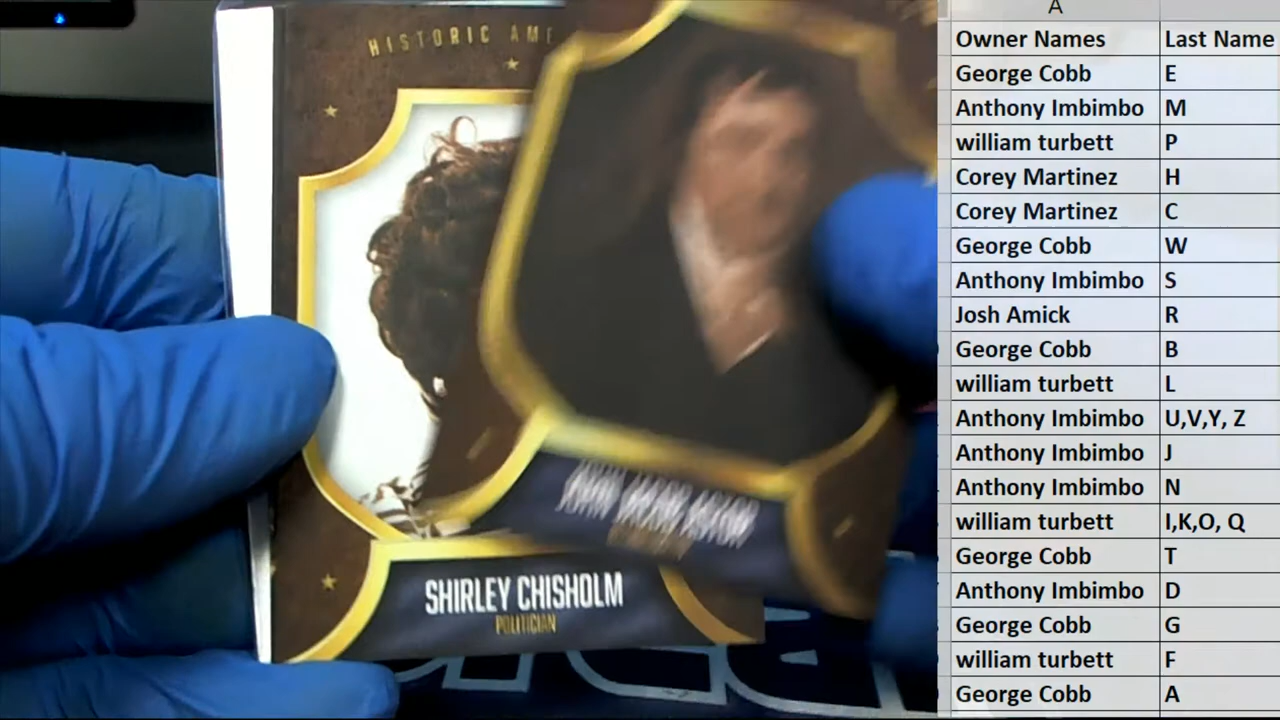 HISTORIC AME
SHIRLEY CHISHOLM
POLITICIAN
A
Owner Names Last Name
George Cobb E
Anthony Imbimbo M
william turbett P
Corey Martinez H
Corey Martinez C
George Cobb W
Anthony Imbimbo S
Josh Amick R
George Cobb B
william turbett L
Anthony Imbimbo U,V,Y, Z
Anthony Imbimbo J
Anthony Imbimbo N
william turbett I,K,O, Q
George Cobb T
Anthony Imbimbo D
George Cobb G
william turbett F
George Cobb A